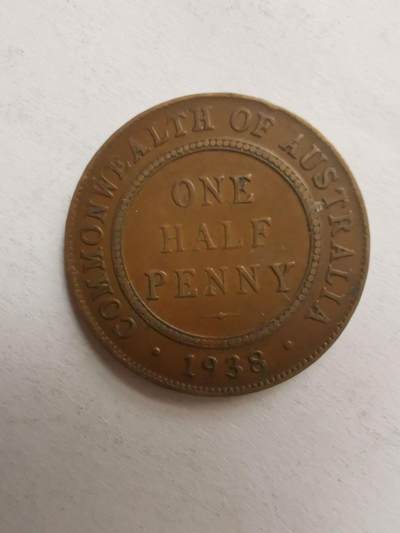 COMMONWEALTH OF AUSTRALIA
ONE
HALF
PENNY
· 1938 ·